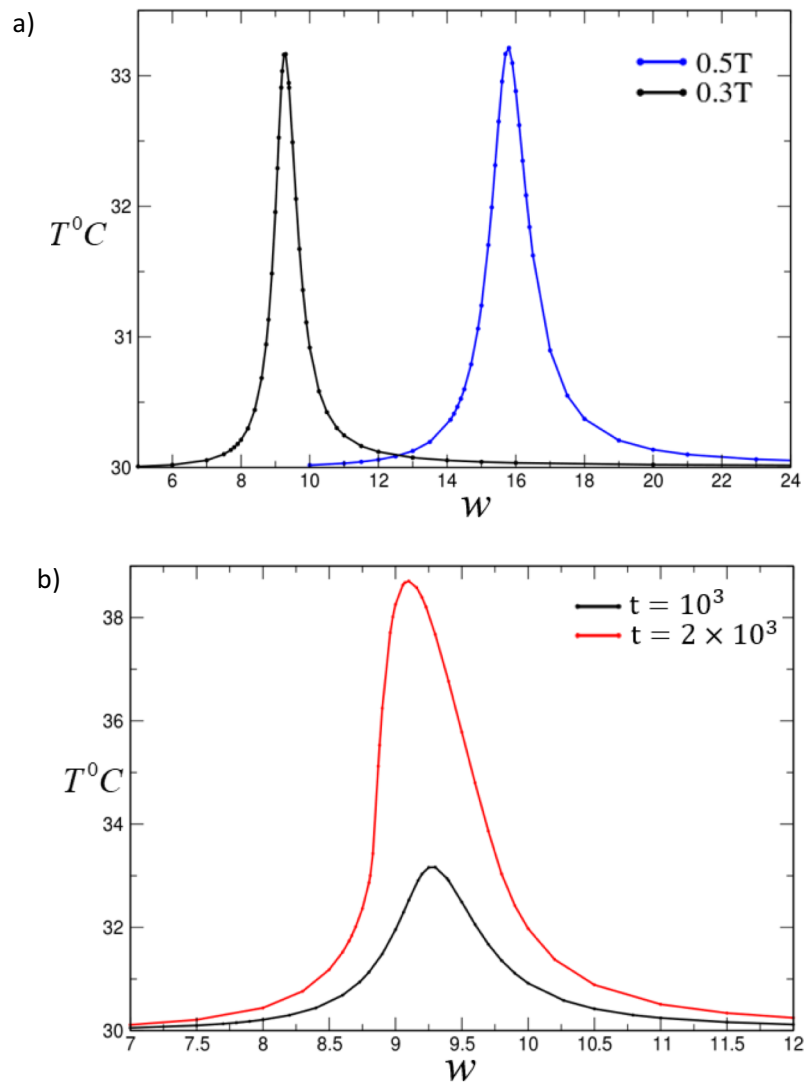 a)
33
32
31
30
T⁰C
0.5T
0.3T
6 8 10 12 14 16 18 20 22 24
w
b)
38
36
34
32
30
T⁰C
t = 10³
t = 2 × 10³
7 7.5 8 8.5 9 9.5 10 10.5 11 11.5 12
w